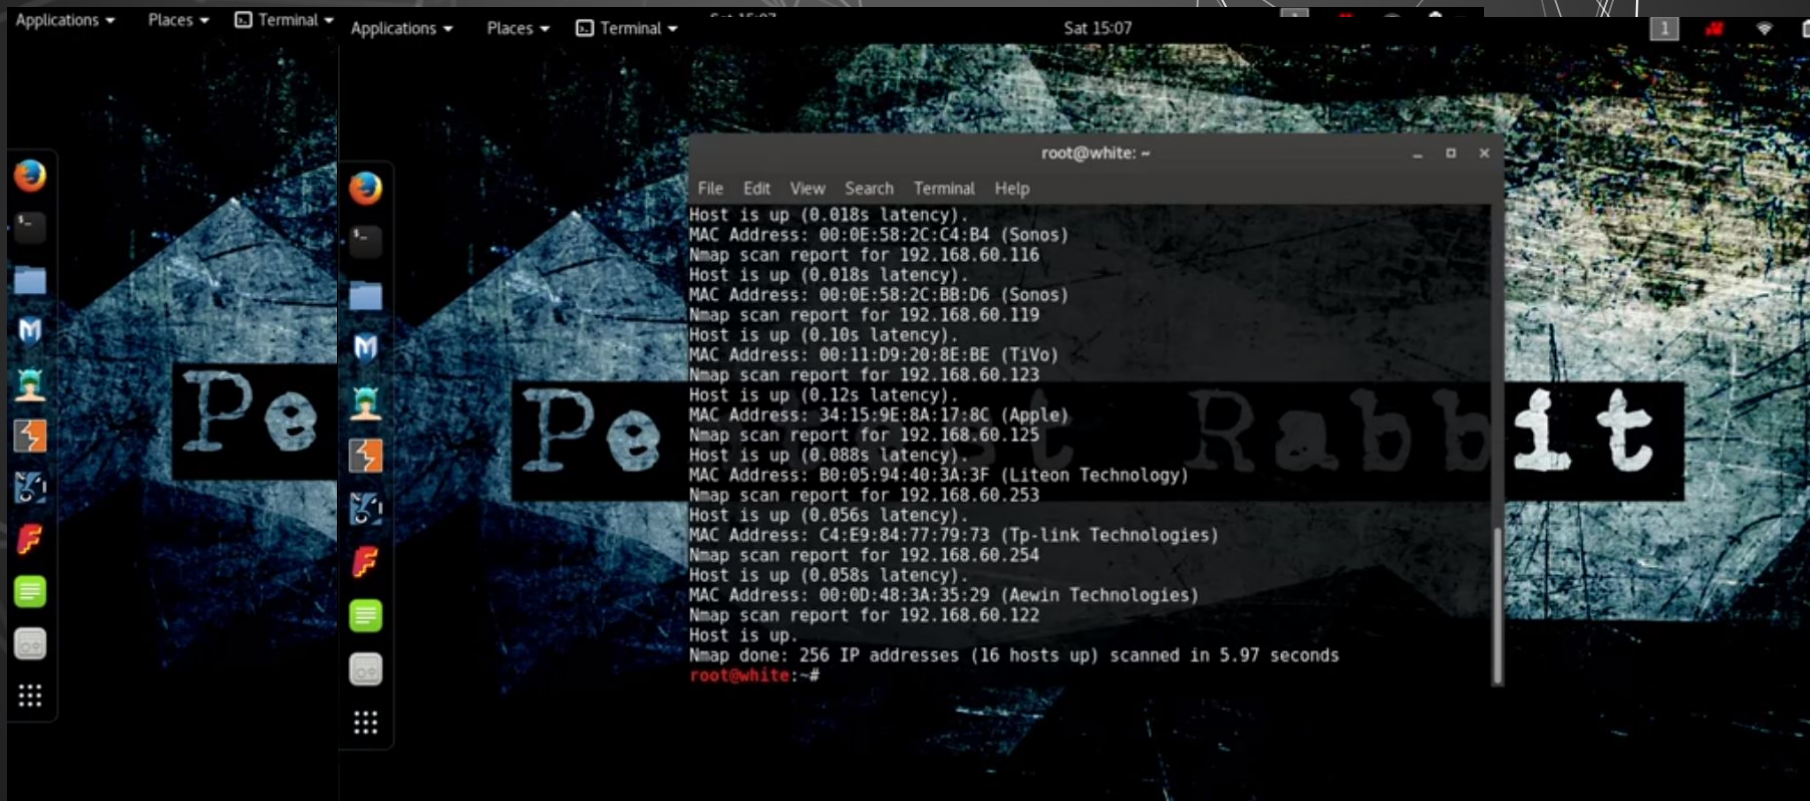 Applications Places Terminal
Applications Places Terminal Sat 15:07 1
root@white: ~
File Edit View Search Terminal Help
Host is up (0.018s latency).
MAC Address: 00:0E:58:2C:C4:B4 (Sonos)
Nmap scan report for 192.168.60.116
Host is up (0.018s latency).
MAC Address: 00:0E:58:2C:BB:D6 (Sonos)
Nmap scan report for 192.168.60.119
Host is up (0.10s latency).
MAC Address: 00:11:D9:20:8E:BE (TiVo)
Nmap scan report for 192.168.60.123
Host is up (0.12s latency).
MAC Address: 34:15:9E:8A:17:8C (Apple)
Nmap scan report for 192.168.60.125
Host is up (0.088s latency).
MAC Address: B0:05:94:40:3A:3F (Liteon Technology)
Nmap scan report for 192.168.60.253
Host is up (0.056s latency).
MAC Address: C4:E9:84:77:79:73 (Tp-link Technologies)
Nmap scan report for 192.168.60.254
Host is up (0.058s latency).
MAC Address: 00:0D:48:3A:35:29 (Aewin Technologies)
Nmap scan report for 192.168.60.122
Host is up.
Nmap done: 256 IP addresses (16 hosts up) scanned in 5.97 seconds
root@white:~#
Pe
Rabbit